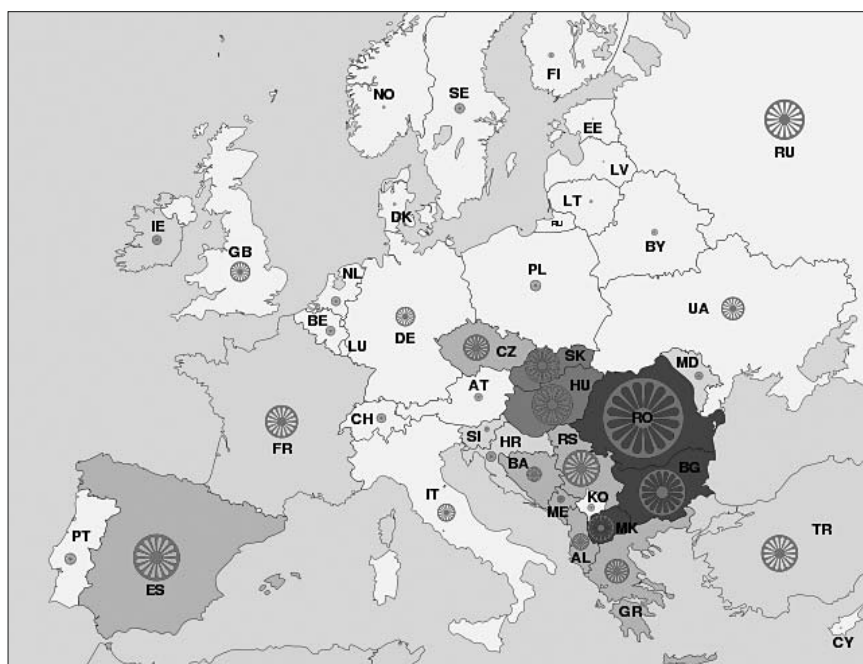 FI
NO
SE
EE
RU
LV
LT
DK
RU
IE
BY
GB
NL
PL
UA
BE
DE
LU
CZ
SK
MD
AT
HU
CH
RO
SI
HR
RS
FR
BA
BG
IT
KO
ME
PT
MK
TR
AL
ES
GR
CY